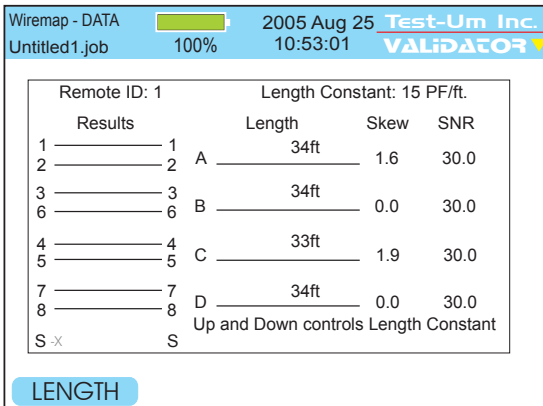 Wiremap - DATA 2005 Aug 25 Test-Um Inc.
Untitled1.job 100% 10:53:01 VALIDATOR
Remote ID: 1 Length Constant: 15 PF/ft.
Results Length Skew SNR
1 1
2 2
A 34ft 1.6 30.0
3 3
6 6
B 34ft 0.0 30.0
4 4
5 5
C 33ft 1.9 30.0
7 7
8 8
D 34ft 0.0 30.0
Up and Down controls Length Constant
S -X S
LENGTH